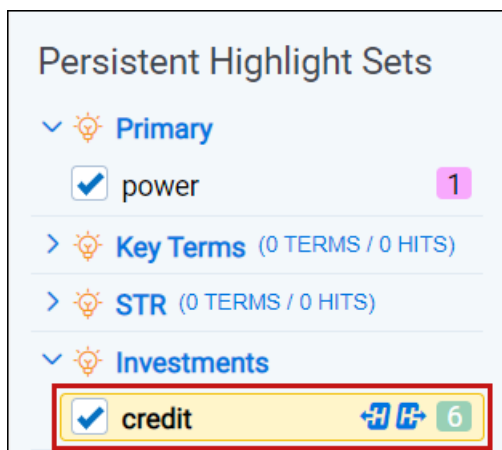 Persistent Highlight Sets
Primary
power 1
Key Terms (0 TERMS / 0 HITS)
STR (0 TERMS / 0 HITS)
Investments
credit H H 6